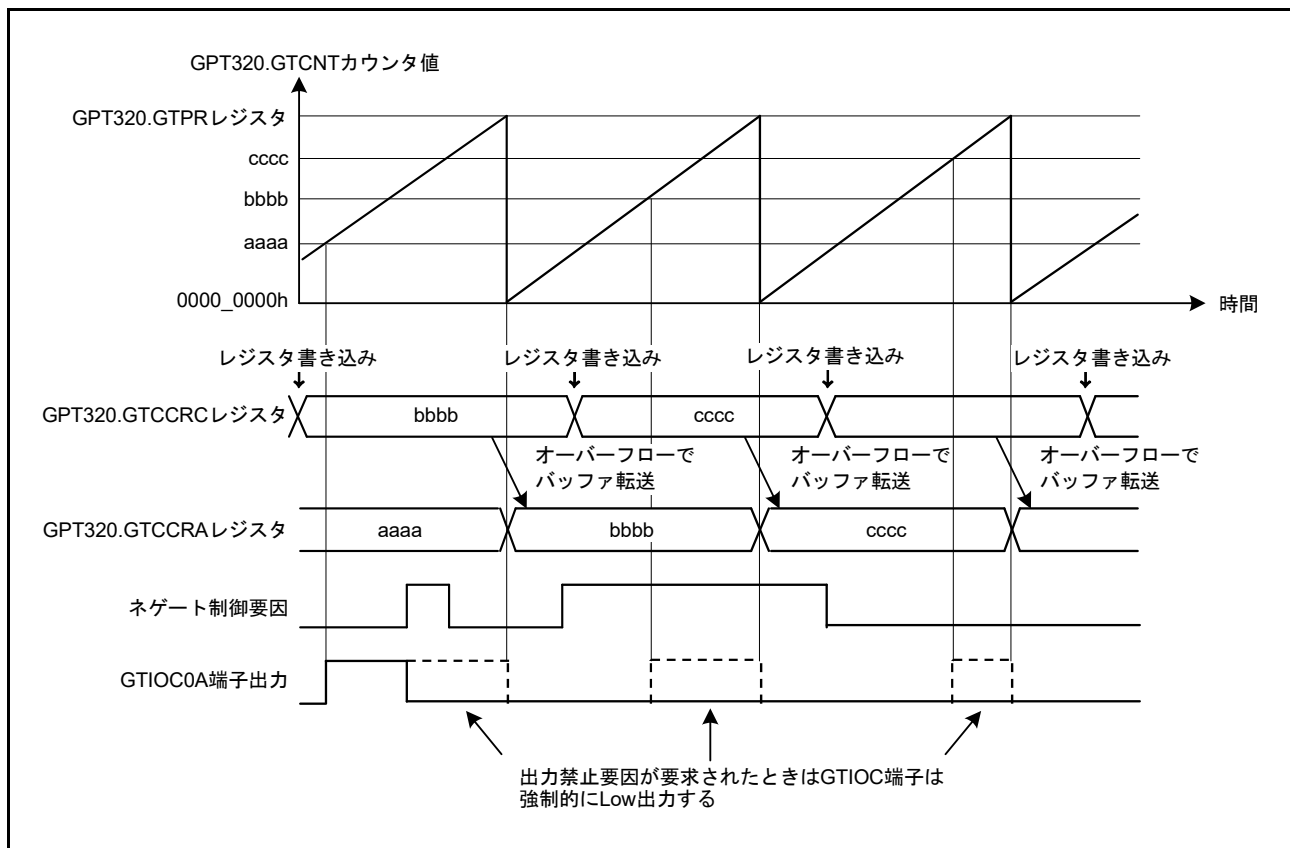 GPT320.GTCNTカウンタ値
GPT320.GTPRレジスタ
cccc
bbbb
aaaa
0000_0000h
時間
レジスタ書き込み
レジスタ書き込み
レジスタ書き込み
レジスタ書き込み
GPT320.GTCCRCレジスタ
bbbb
cccc
オーバーフローで
バッファ転送
オーバーフローで
バッファ転送
オーバーフローで
バッファ転送
GPT320.GTCCRAレジスタ
aaaa
bbbb
cccc
ネゲート制御要因
GTIOC0A端子出力
出力禁止要因が要求されたときはGTIOC端子は
強制的にLow出力する